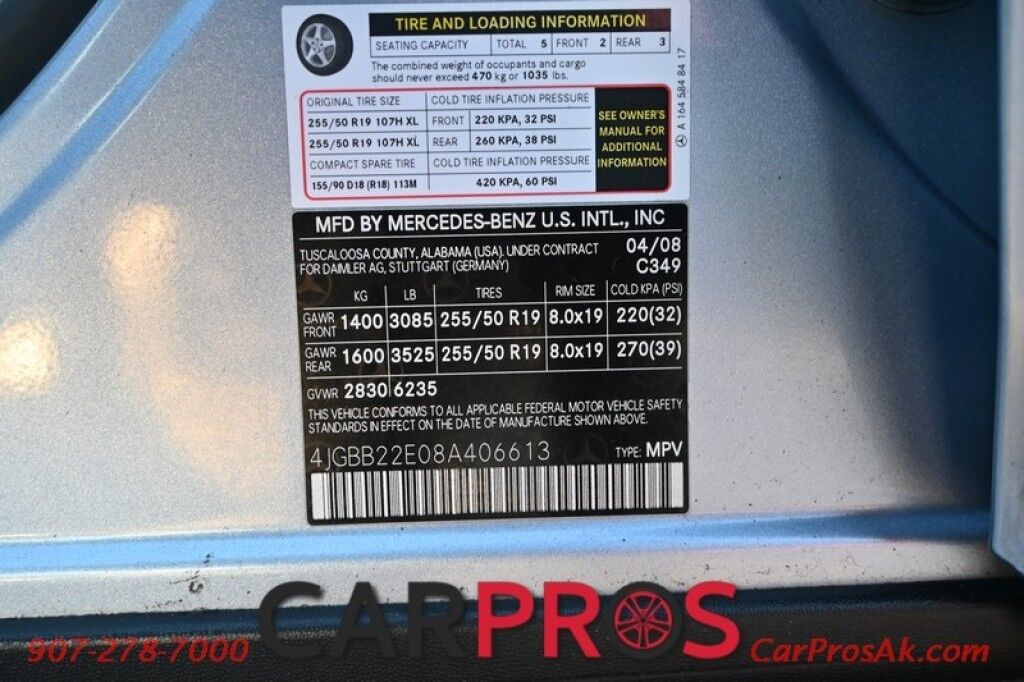 TIRE AND LOADING INFORMATION
SEATING CAPACITY TOTAL 5 FRONT 2 REAR 3
The combined weight of occupants and cargo
should never exceed 470 kg or 1035 lbs.
ORIGINAL TIRE SIZE COLD TIRE INFLATION PRESSURE
255/50 R19 107H XL FRONT 220 KPA, 32 PSI
255/50 R19 107H XL REAR 260 KPA, 38 PSI
COMPACT SPARE TIRE COLD TIRE INFLATION PRESSURE
155/90 D18 (R18) 113M 420 KPA, 60 PSI
SEE OWNER'S
MANUAL FOR
ADDITIONAL
INFORMATION
A 164 584 84 17
MFD BY MERCEDES-BENZ U.S. INTL., INC
TUSCALOOSA COUNTY, ALABAMA (USA). UNDER CONTRACT 04/08
FOR DAIMLER AG, STUTTGART (GERMANY) C349
KG LB TIRES RIM SIZE COLD KPA (PSI)
GAWR FRONT 1400 3085 255/50 R19 8.0x19 220(32)
GAWR REAR 1600 3525 255/50 R19 8.0x19 270(39)
GVWR 2830 6235
THIS VEHICLE CONFORMS TO ALL APPLICABLE FEDERAL MOTOR VEHICLE SAFETY
STANDARDS IN EFFECT ON THE DATE OF MANUFACTURE SHOWN ABOVE.
4JGBB22E08A406613 TYPE: MPV
CARPROS
907-278-7000 CarProsAk.com